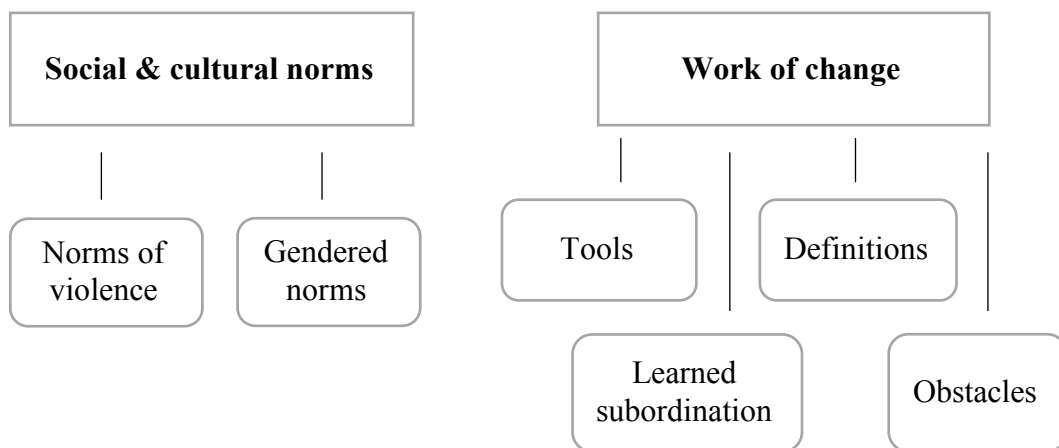 Social & cultural norms
Work of change
Norms of
violence
Gendered
norms
Tools
Definitions
Learned
subordination
Obstacles